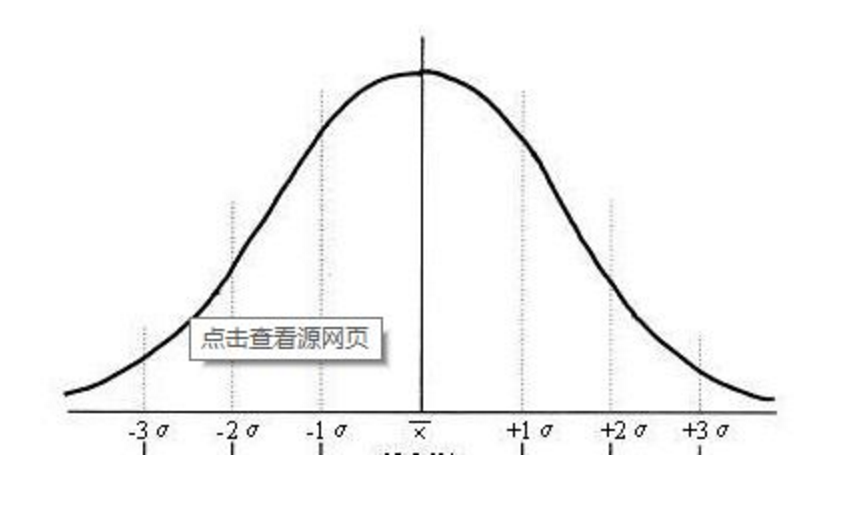 点击查看源网页
-3 σ -2 σ -1 σ x̄ +1 σ +2 σ +3 σ